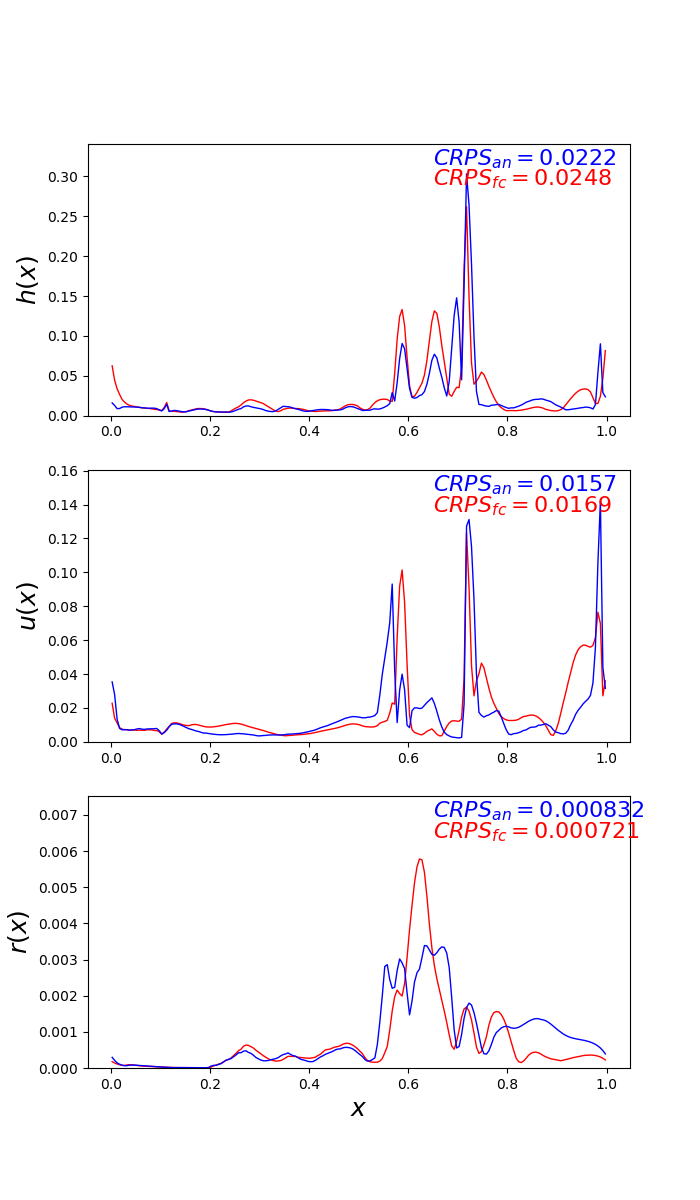 CRPS_an = 0.0222
CRPS_fc = 0.0248
h(x)
0.30
0.25
0.20
0.15
0.10
0.05
0.00
0.0 0.2 0.4 0.6 0.8 1.0
CRPS_an = 0.0157
CRPS_fc = 0.0169
u(x)
0.16
0.14
0.12
0.10
0.08
0.06
0.04
0.02
0.00
0.0 0.2 0.4 0.6 0.8 1.0
CRPS_an = 0.000832
CRPS_fc = 0.000721
r(x)
0.007
0.006
0.005
0.004
0.003
0.002
0.001
0.000
0.0 0.2 0.4 0.6 0.8 1.0
x